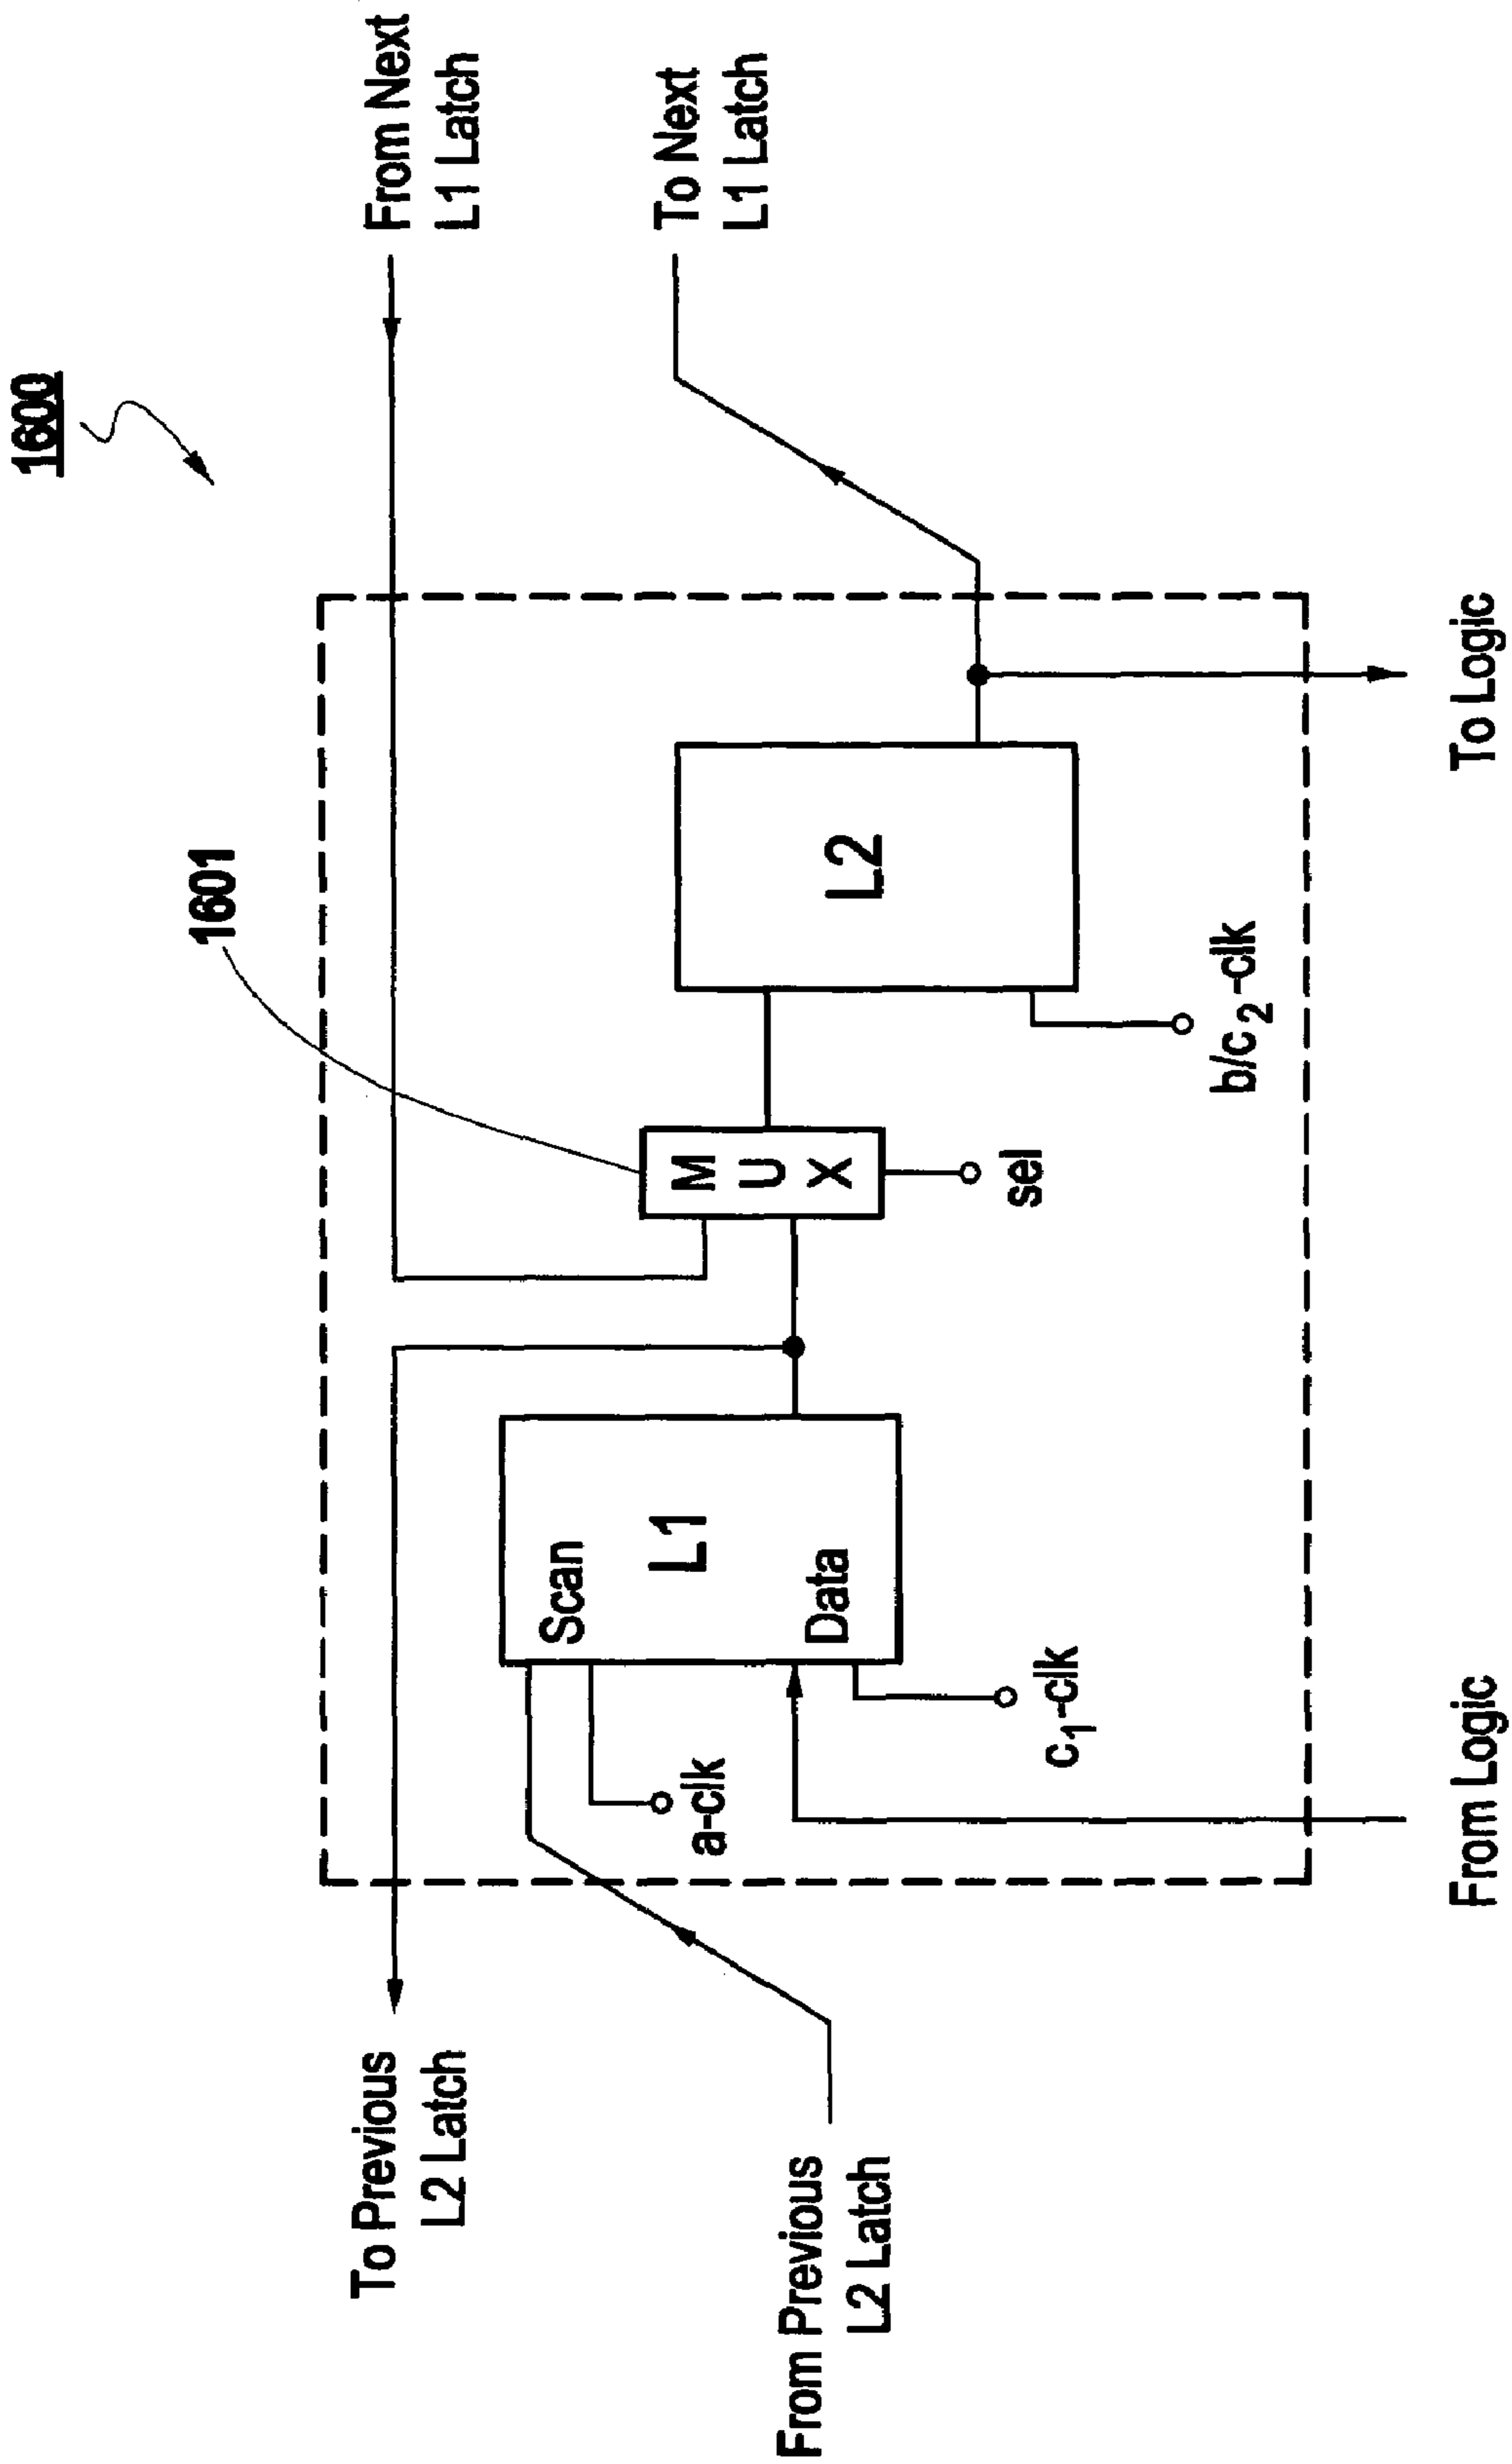 1600
From Next
L1 Latch
To Previous
L2 Latch
1601
To Next
L1 Latch
Scan
L1
Data
M
U
X
L2
a-clk
c1-clk
sel
b/c2-clk
From Previous
L2 Latch
From Logic
To Logic